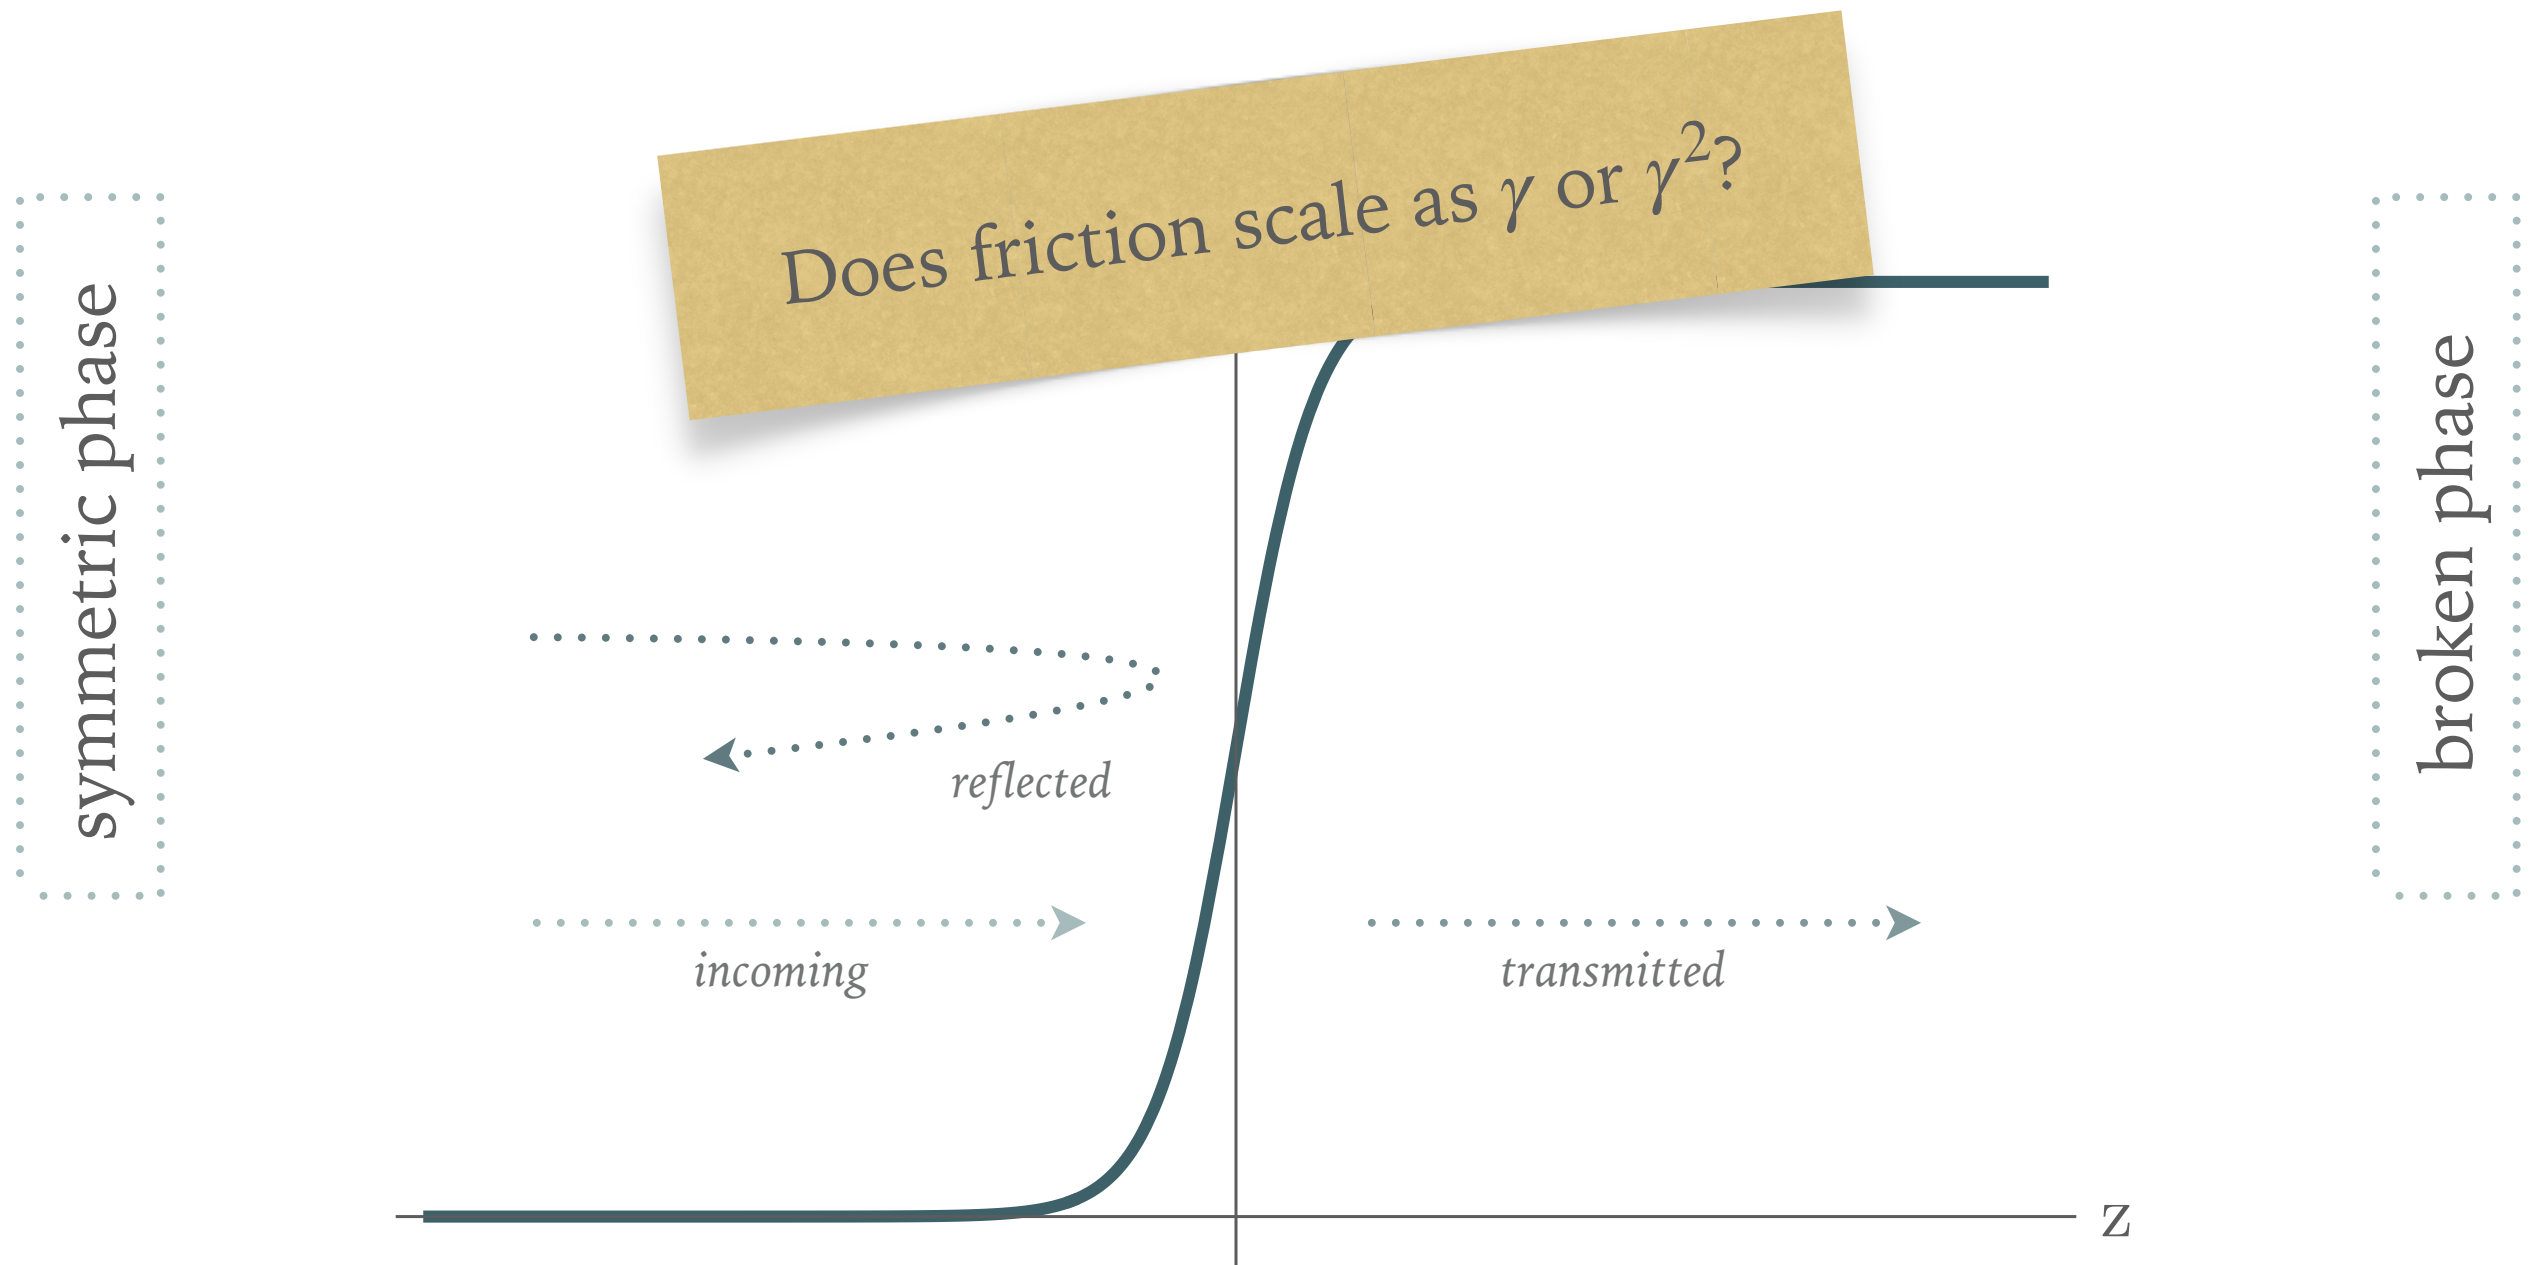 Does friction scale as γ or γ²?
symmetric phase
broken phase
reflected
incoming
transmitted
z